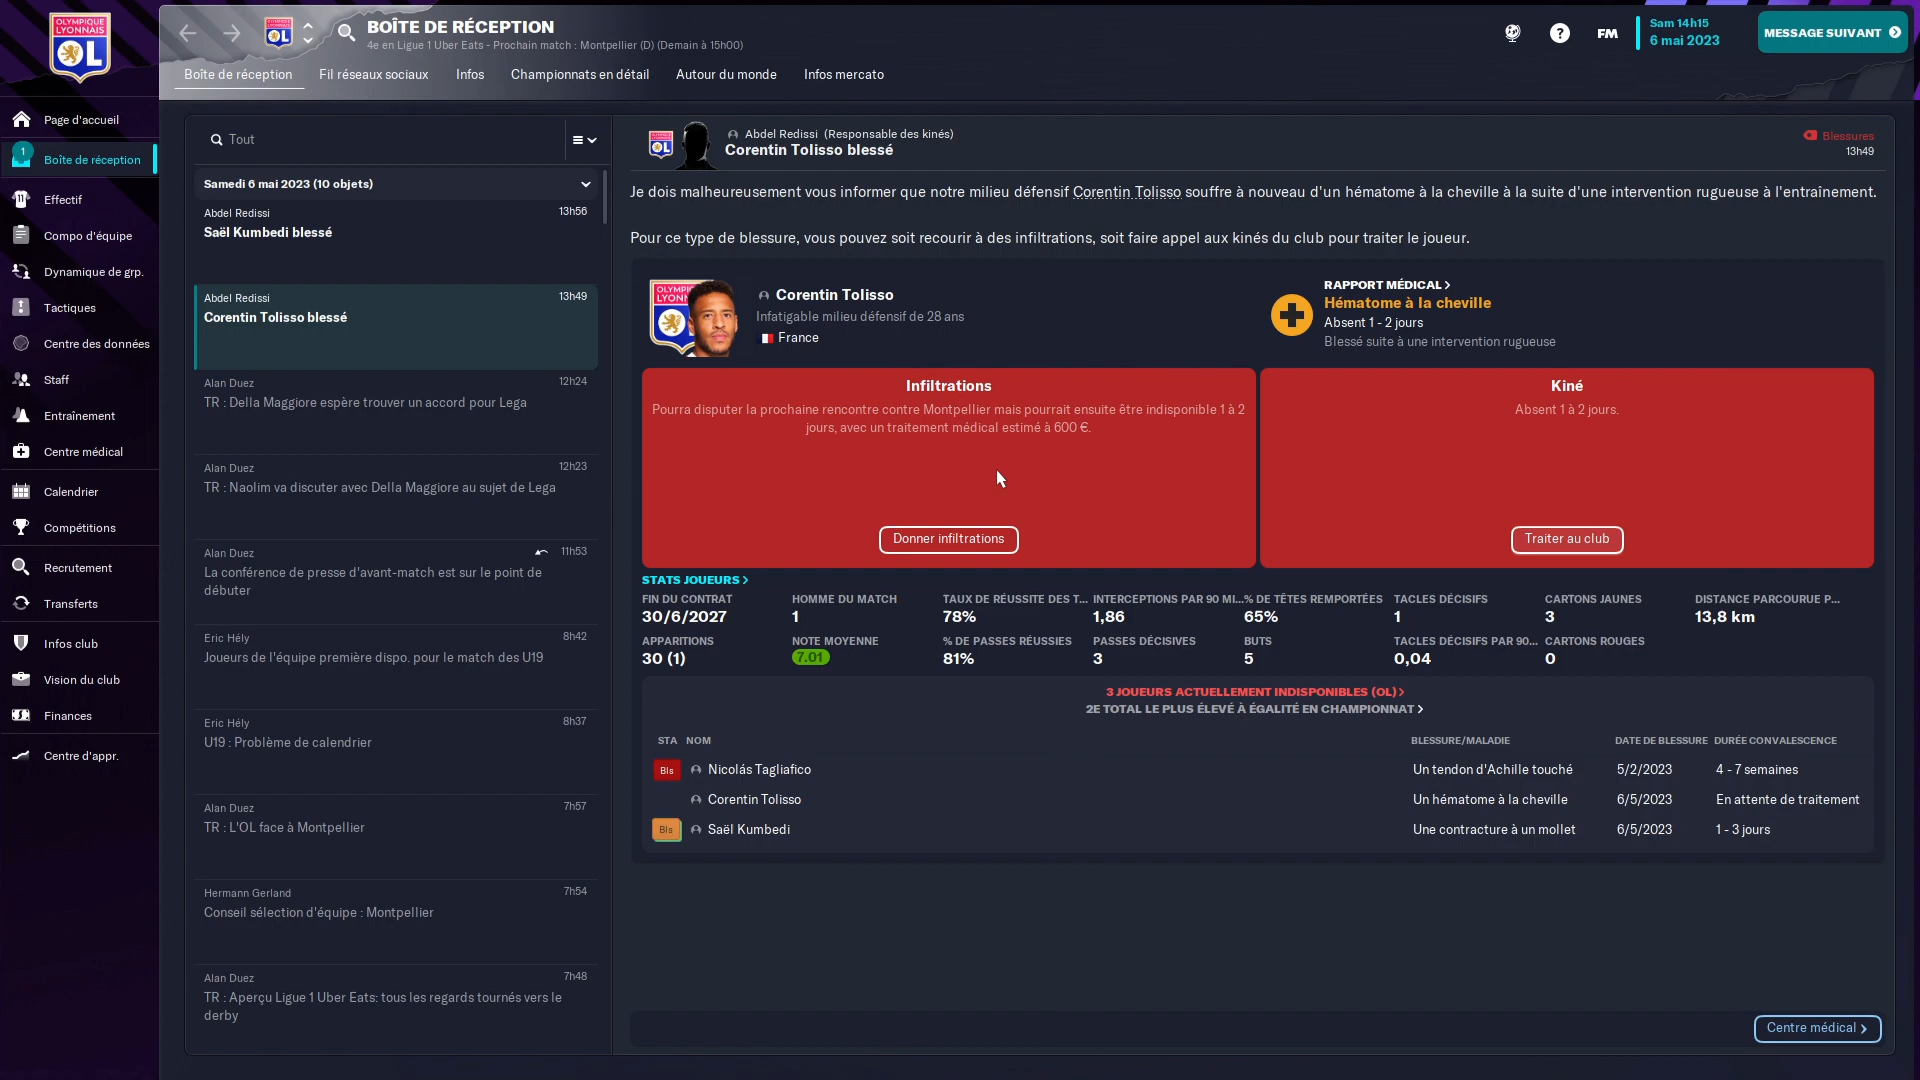 OLYMPIQUE
LYONNAIS
OL
BOÎTE DE RÉCEPTION
4e en Ligue 1 Uber Eats - Prochain match : Montpellier (D) (Demain à 15h00)
?
FM
Sam 14h15
6 mai 2023
MESSAGE SUIVANT
Boîte de réception
Fil réseaux sociaux
Infos
Championnats en détail
Autour du monde
Infos mercato
Page d'accueil
1
Boîte de réception
Effectif
Compo d'équipe
Dynamique de grp.
Tactiques
Centre des données
Staff
Entraînement
Centre médical
Calendrier
Compétitions
Recrutement
Transferts
Infos club
Vision du club
Finances
Centre d'appr.
Tout
Samedi 6 mai 2023 (10 objets)
Abdel Redissi 13h56
Saël Kumbedi blessé
Abdel Redissi 13h49
Corentin Tolisso blessé
Alan Duez 12h24
TR : Della Maggiore espère trouver un accord pour Lega
Alan Duez 12h23
TR : Naolim va discuter avec Della Maggiore au sujet de Lega
Alan Duez 11h53
La conférence de presse d'avant-match est sur le point de
débuter
Eric Hély 8h42
Joueurs de l'équipe première dispo. pour le match des U19
Eric Hély 8h37
U19 : Problème de calendrier
Alan Duez 7h57
TR : L'OL face à Montpellier
Hermann Gerland 7h54
Conseil sélection d'équipe : Montpellier
Alan Duez 7h48
TR : Aperçu Ligue 1 Uber Eats: tous les regards tournés vers le
derby
Abdel Redissi (Responsable des kinés)
Corentin Tolisso blessé
Blessures
13h49
Je dois malheureusement vous informer que notre milieu défensif Corentin Tolisso souffre à nouveau d'un hématome à la cheville à la suite d'une intervention rugueuse à l'entraînement.
Pour ce type de blessure, vous pouvez soit recourir à des infiltrations, soit faire appel aux kinés du club pour traiter le joueur.
Corentin Tolisso
Infatigable milieu défensif de 28 ans
France
RAPPORT MÉDICAL
Hématome à la cheville
Absent 1 - 2 jours
Blessé suite à une intervention rugueuse
Infiltrations
Pourra disputer la prochaine rencontre contre Montpellier mais pourrait ensuite être indisponible 1 à 2
jours, avec un traitement médical estimé à 600 €.
Donner infiltrations
Kiné
Absent 1 à 2 jours.
Traiter au club
STATS JOUEURS
FIN DU CONTRAT HOMME DU MATCH TAUX DE RÉUSSITE DES T... INTERCEPTIONS PAR 90 MI... % DE TÊTES REMPORTÉES TACLES DÉCISIFS CARTONS JAUNES DISTANCE PARCOURUE P...
30/6/2027 1 78% 1,86 65% 1 3 13,8 km
APPARITIONS NOTE MOYENNE % DE PASSES RÉUSSIES PASSES DÉCISIVES BUTS TACLES DÉCISIFS PAR 90... CARTONS ROUGES
30 (1) 7.01 81% 3 5 0,04 0
3 JOUEURS ACTUELLEMENT INDISPONIBLES (OL)
2E TOTAL LE PLUS ÉLEVÉ À ÉGALITÉ EN CHAMPIONNAT
STA NOM BLESSURE/MALADIE DATE DE BLESSURE DURÉE CONVALESCENCE
Bls Nicolás Tagliafico Un tendon d'Achille touché 5/2/2023 4 - 7 semaines
Corentin Tolisso Un hématome à la cheville 6/5/2023 En attente de traitement
Bls Saël Kumbedi Une contracture à un mollet 6/5/2023 1 - 3 jours
Centre médical